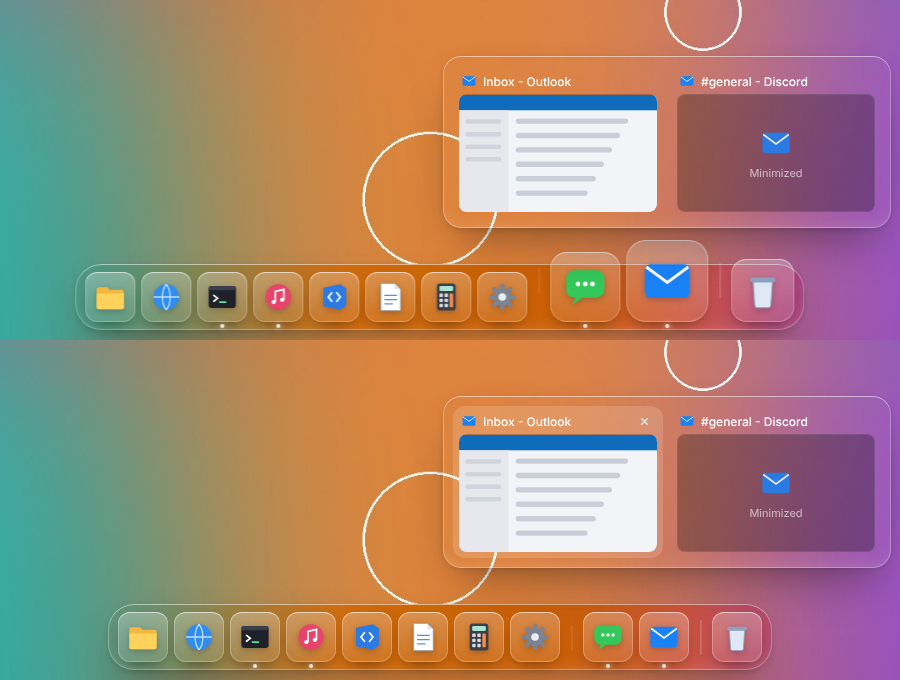 Inbox - Outlook
#general - Discord
Minimized
Inbox - Outlook
#general - Discord
Minimized